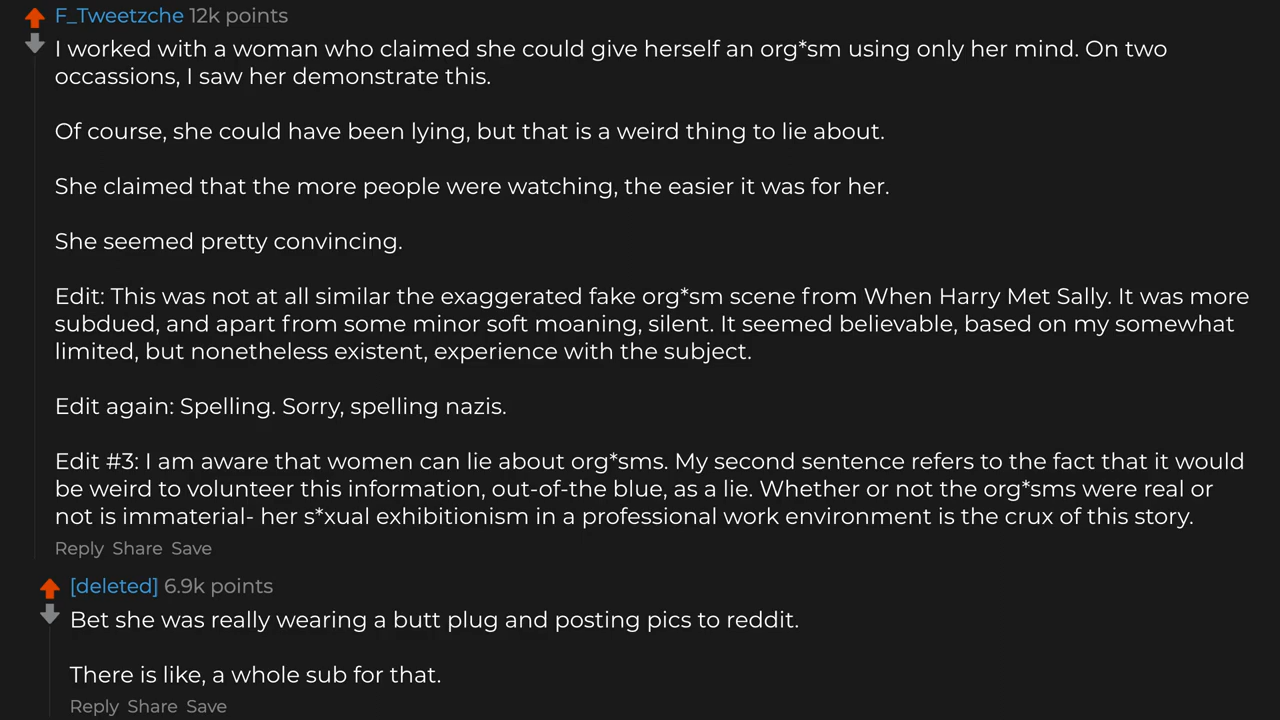 F_Tweetzche 12k points
I worked with a woman who claimed she could give herself an org*sm using only her mind. On two
occassions, I saw her demonstrate this.
Of course, she could have been lying, but that is a weird thing to lie about.
She claimed that the more people were watching, the easier it was for her.
She seemed pretty convincing.
Edit: This was not at all similar the exaggerated fake org*sm scene from When Harry Met Sally. It was more
subdued, and apart from some minor soft moaning, silent. It seemed believable, based on my somewhat
limited, but nonetheless existent, experience with the subject.
Edit again: Spelling. Sorry, spelling nazis.
Edit #3: I am aware that women can lie about org*sms. My second sentence refers to the fact that it would
be weird to volunteer this information, out-of-the blue, as a lie. Whether or not the org*sms were real or
not is immaterial- her s*xual exhibitionism in a professional work environment is the crux of this story.
Reply Share Save
[deleted] 6.9k points
Bet she was really wearing a butt plug and posting pics to reddit.
There is like, a whole sub for that.
Reply Share Save